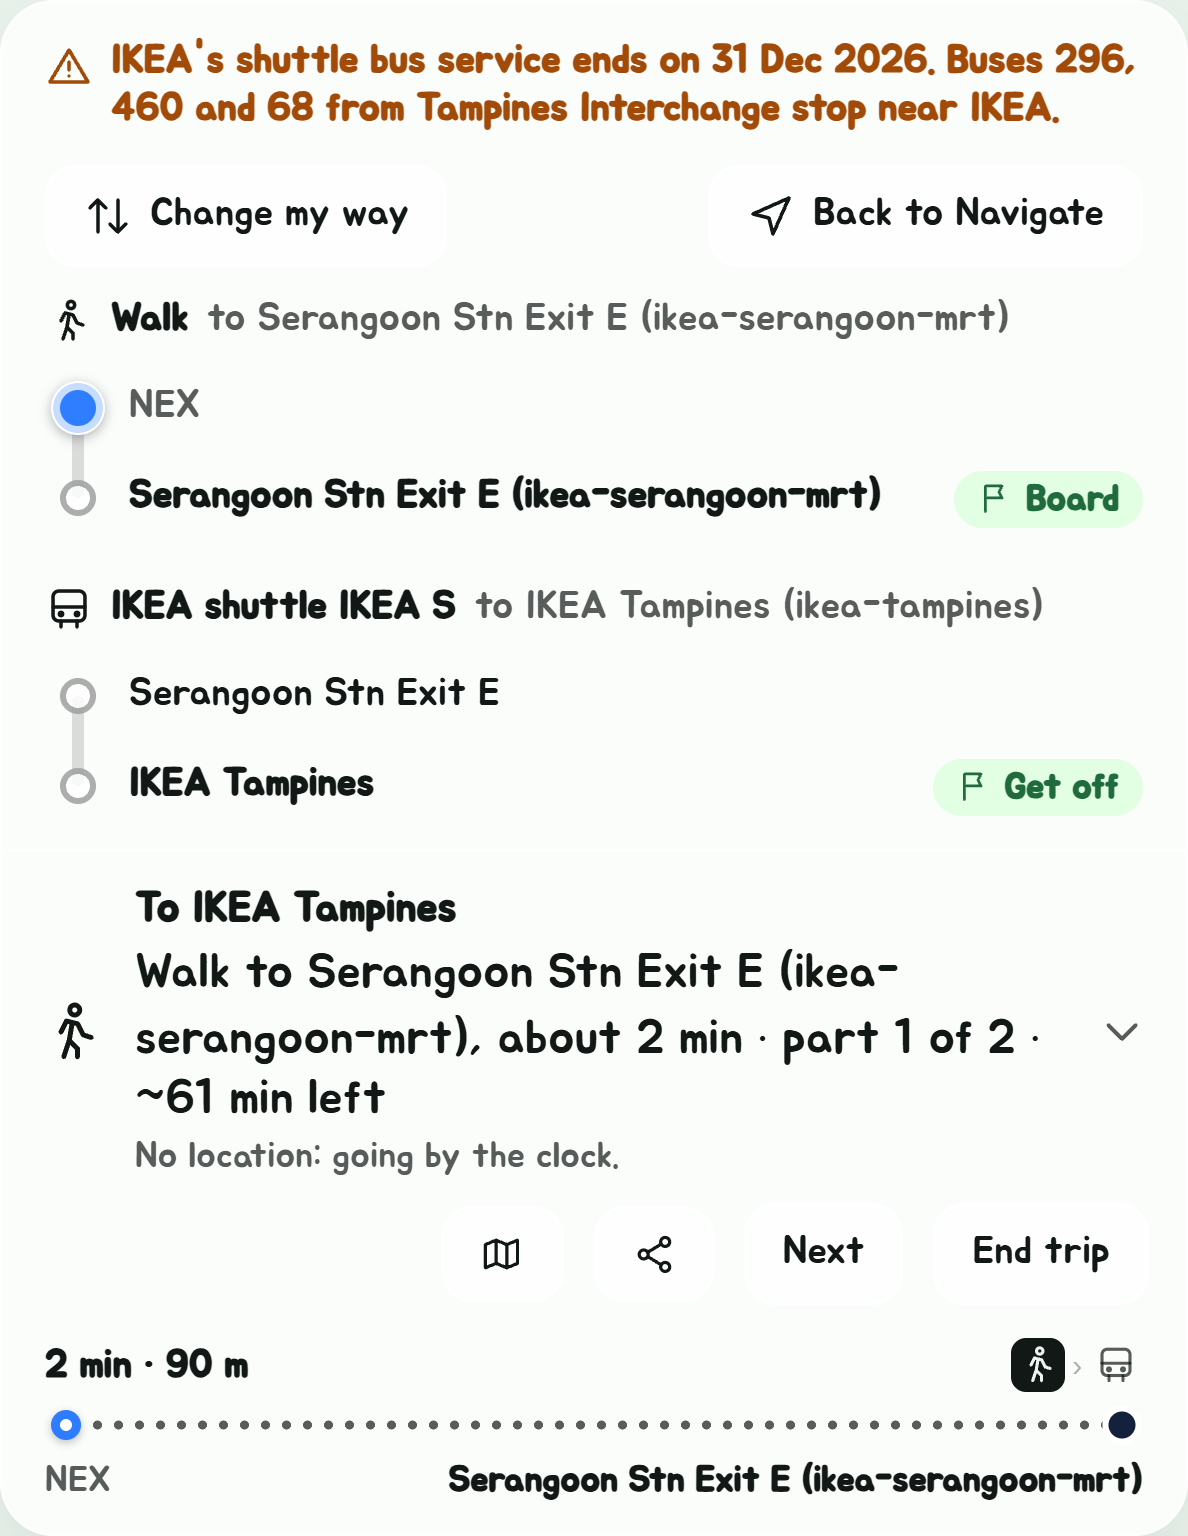 IKEA's shuttle bus service ends on 31 Dec 2026. Buses 296,
460 and 68 from Tampines Interchange stop near IKEA.
Change my way
Back to Navigate
Walk to Serangoon Stn Exit E (ikea-serangoon-mrt)
NEX
Serangoon Stn Exit E (ikea-serangoon-mrt)
Board
IKEA shuttle IKEA S to IKEA Tampines (ikea-tampines)
Serangoon Stn Exit E
IKEA Tampines
Get off
To IKEA Tampines
Walk to Serangoon Stn Exit E (ikea-
serangoon-mrt), about 2 min · part 1 of 2 ·
~61 min left
No location: going by the clock.
Next
End trip
2 min · 90 m
NEX
Serangoon Stn Exit E (ikea-serangoon-mrt)